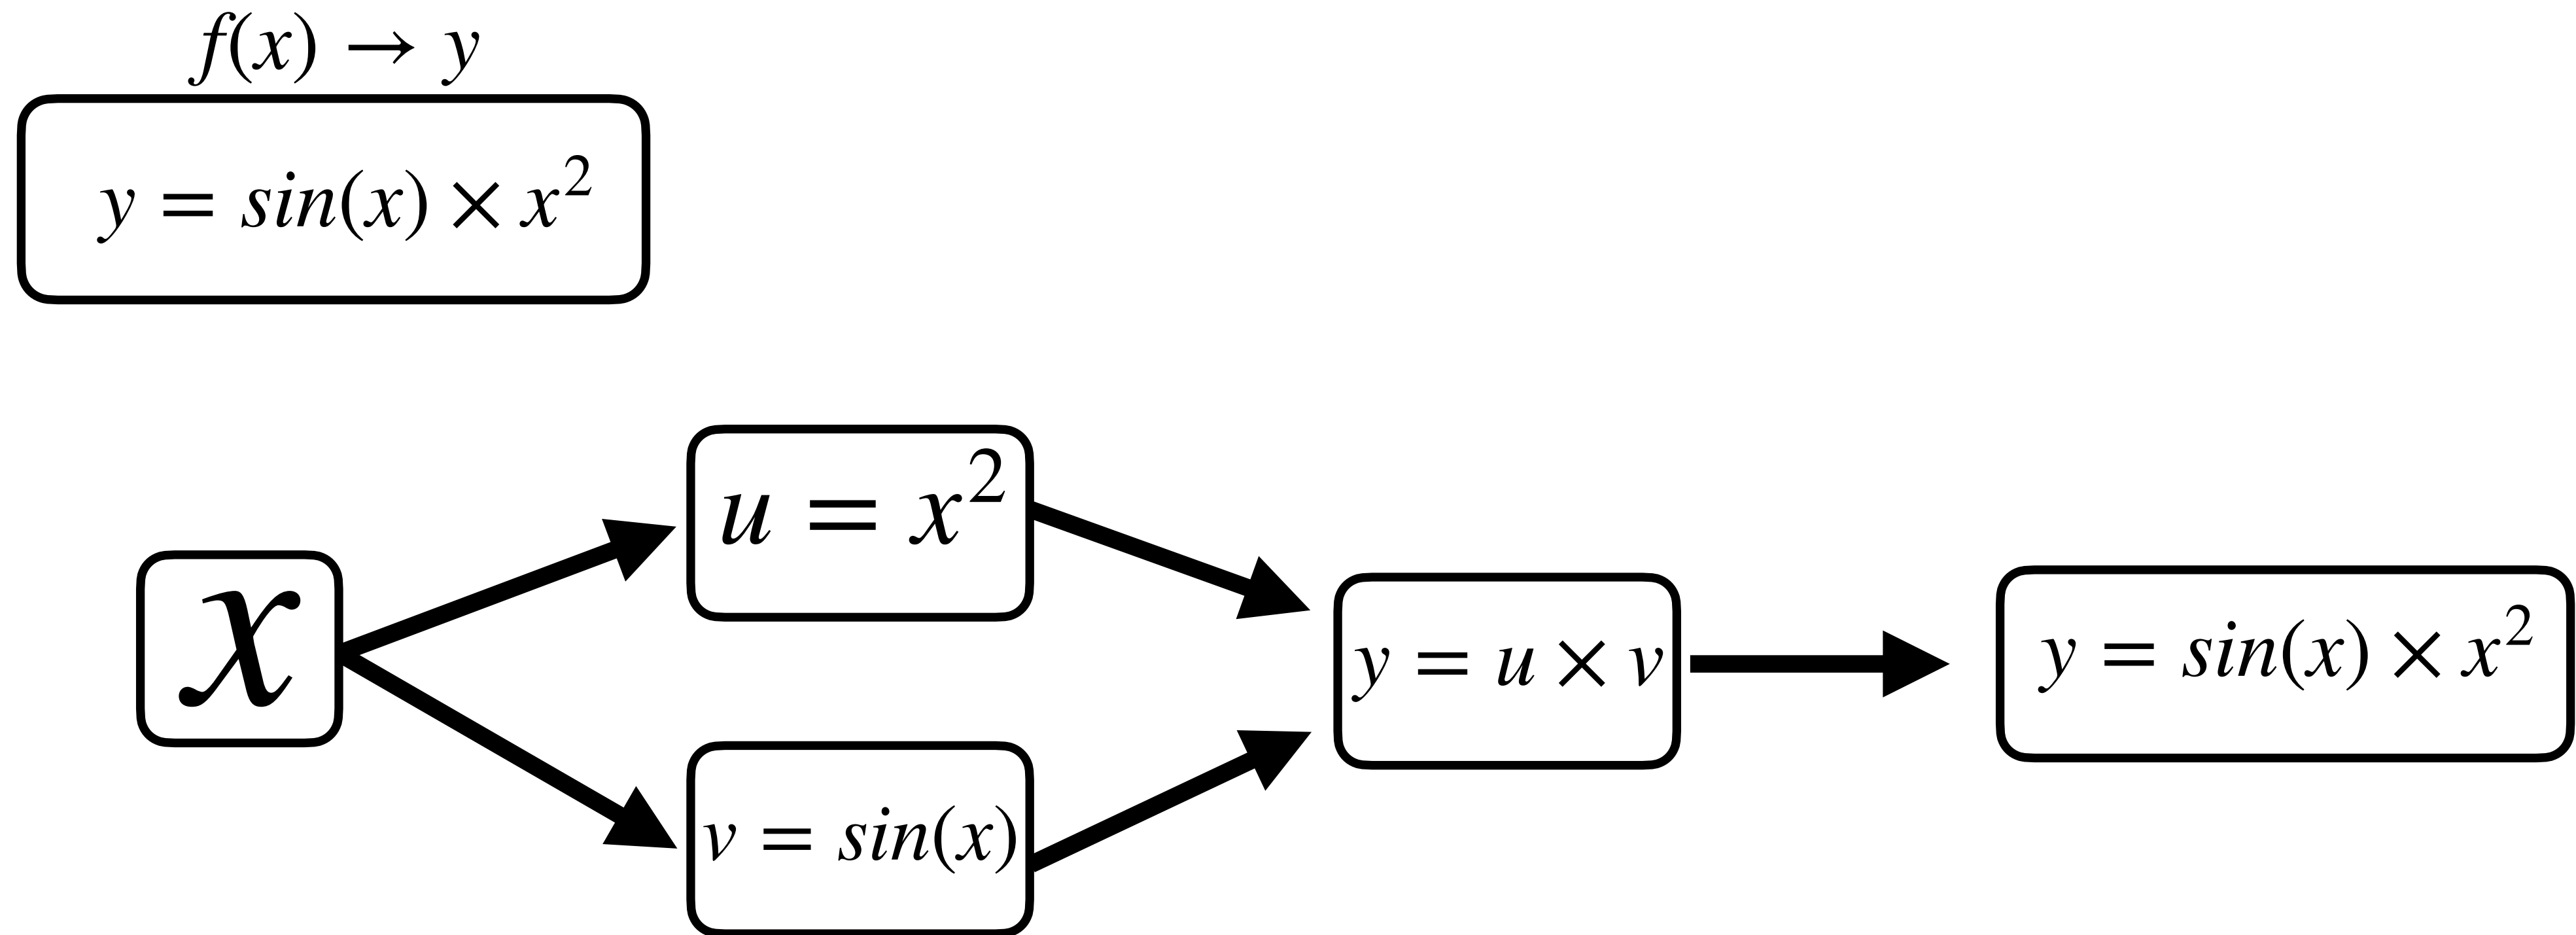 f(x) → y
y = sin(x) × x²
u = x²
x
y = u × v
y = sin(x) × x²
v = sin(x)